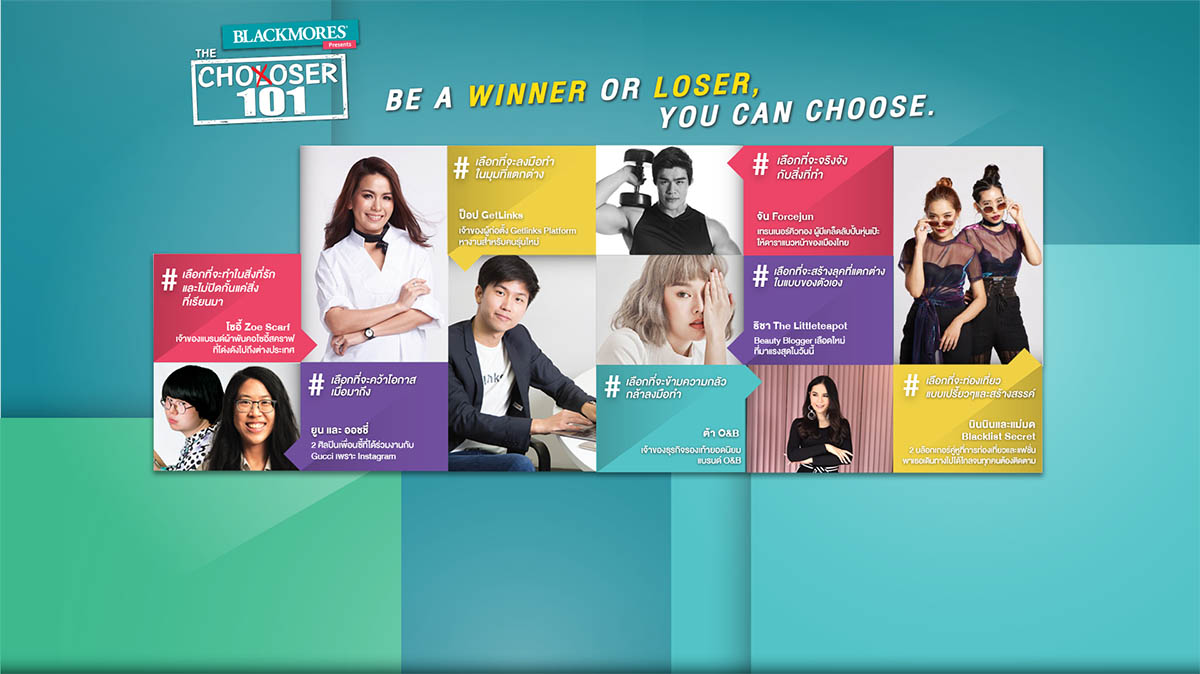 BLACKMORES®
Presents
THE
CHOXOSER
101
BE A WINNER OR LOSER,
YOU CAN CHOOSE.
# เลือกที่จะลงมือทำ
ในมุมที่แตกต่าง
ป๊อป GetLinks
เจ้าของผู้ก่อตั้ง Getlinks Platform
หางานสำหรับคนรุ่นใหม่
# เลือกที่จะจริงจัง
กับสิ่งที่ทำ
จัน Forcejun
เทรนเนอร์คิวทอง ผู้มีเคล็ดลับปั้นหุ่นเป๊ะ
ให้ดาราแนวหน้าของเมืองไทย
# เลือกที่จะทำในสิ่งที่รัก
และไม่ปิดกั้นแค่สิ่ง
ที่เรียนมา
โซอี้ Zoe Scarf
เจ้าของแบรนด์ผ้าพันคอโซอี้สคราฟ
ที่โด่งดังไปถึงต่างประเทศ
# เลือกที่จะสร้างลุคที่แตกต่าง
ในแบบของตัวเอง
ธิชา The Littleteapot
Beauty Blogger เลือดใหม่
ที่มาแรงสุดในวันนี้
# เลือกที่จะคว้าโอกาส
เมื่อมาถึง
ยูน และ ออชชี่
2 ศิลปินเพื่อนซี้ที่ได้ร่วมงานกับ
Gucci เพราะ Instagram
# เลือกที่จะข้ามความกลัว
กล้าลงมือทำ
ต้า O&B
เจ้าของธุรกิจรองเท้ายอดนิยม
แบรนด์ O&B
# เลือกที่จะท่องเที่ยว
แบบเปรี้ยวๆและสร้างสรรค์
นินนินและแม่มด
Blacklist Secret
2 บล็อกเกอร์คู่หูที่การท่องเที่ยวและแฟชั่น
พาเธอเดินทางไปได้ไกลจนทุกคนต้องติดตาม